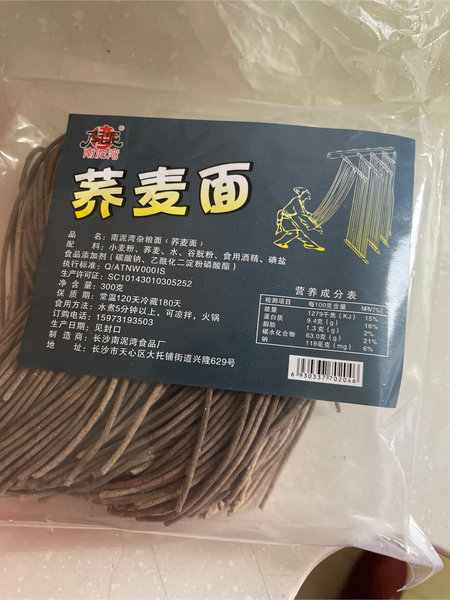 南泥湾
荞麦面
品 名：南泥湾杂粮面（荞麦面）
配 料：小麦粉、荞麦、水、谷朊粉、食用酒精、碘盐
食品添加剂（碳酸钠、乙酰化二淀粉磷酸酯）
执行标准：Q/ATNW0001S
生产许可证：SC10143010305252
净 含 量：300克
保 质 期：常温120天冷藏180天
食用方法：水煮5分钟以上，可凉拌，火锅
订购电话：15973193503
生产日期：见封口
制 造 商：长沙南泥湾食品厂
地 址：长沙市天心区大托铺街道兴隆629号
营养成分表
检测项目 每100克含量 NRV(%)
能量 1279千焦（KJ） 15%
蛋白质 9.4克(g) 16%
脂肪 1.3克(g) 2%
碳水化合物 63.0克(g) 21%
钠 118毫克(mg) 6%
6 930337 702046